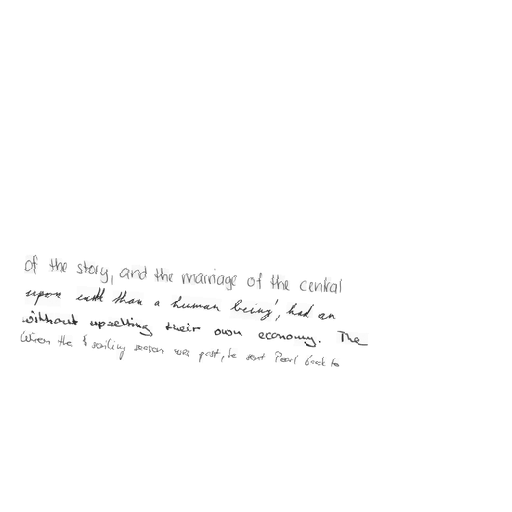 of the story, and the marriage of the central
upon than a human being', had an
without upsetting their own economy. The
When the sailing season was past, he sent Pearl back to